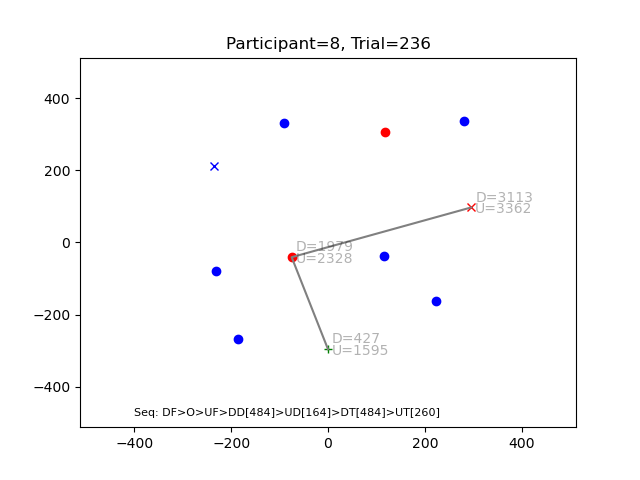 Participant=8, Trial=236
400
200
0
−200
−400
D=3113
U=3362
D=1979
U=2328
D=427
U=1595
Seq: DF>O>UF>DD[484]>UD[164]>DT[484]>UT[260]
−400 −200 0 200 400